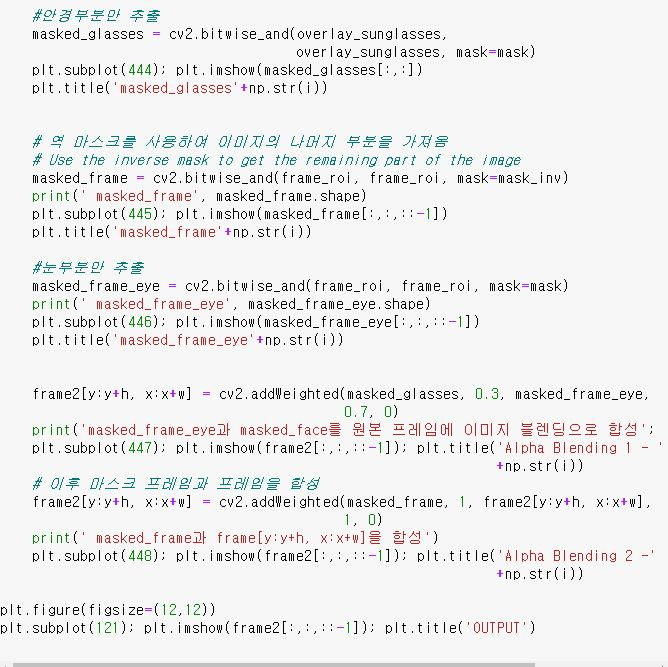 #안경부분만 추출
masked_glasses = cv2.bitwise_and(overlay_sunglasses,
overlay_sunglasses, mask=mask)
plt.subplot(444); plt.imshow(masked_glasses[:,:])
plt.title('masked_glasses'+np.str(i))
# 역 마스크를 사용하여 이미지의 나머지 부분을 가져옴
# Use the inverse mask to get the remaining part of the image
masked_frame = cv2.bitwise_and(frame_roi, frame_roi, mask=mask_inv)
print(' masked_frame', masked_frame.shape)
plt.subplot(445); plt.imshow(masked_frame[:,:,::-1])
plt.title('masked_frame'+np.str(i))
#눈부분만 추출
masked_frame_eye = cv2.bitwise_and(frame_roi, frame_roi, mask=mask)
print(' masked_frame_eye', masked_frame_eye.shape)
plt.subplot(446); plt.imshow(masked_frame_eye[:,:,::-1])
plt.title('masked_frame_eye'+np.str(i))
frame2[y:y+h, x:x+w] = cv2.addWeighted(masked_glasses, 0.3, masked_frame_eye,
0.7, 0)
print('masked_frame_eye과 masked_face를 원본 프레임에 이미지 블렌딩으로 합성';
plt.subplot(447); plt.imshow(frame2[:,:,::-1]); plt.title('Alpha Blending 1 - '
+np.str(i))
# 이후 마스크 프레임과 프레임을 합성
frame2[y:y+h, x:x+w] = cv2.addWeighted(masked_frame, 1, frame2[y:y+h, x:x+w],
1, 0)
print(' masked_frame과 frame[y:y+h, x:x+w]을 합성')
plt.subplot(448); plt.imshow(frame2[:,:,::-1]); plt.title('Alpha Blending 2 -'
+np.str(i))
plt.figure(figsize=(12,12))
plt.subplot(121); plt.imshow(frame2[:,:,::-1]); plt.title('OUTPUT')